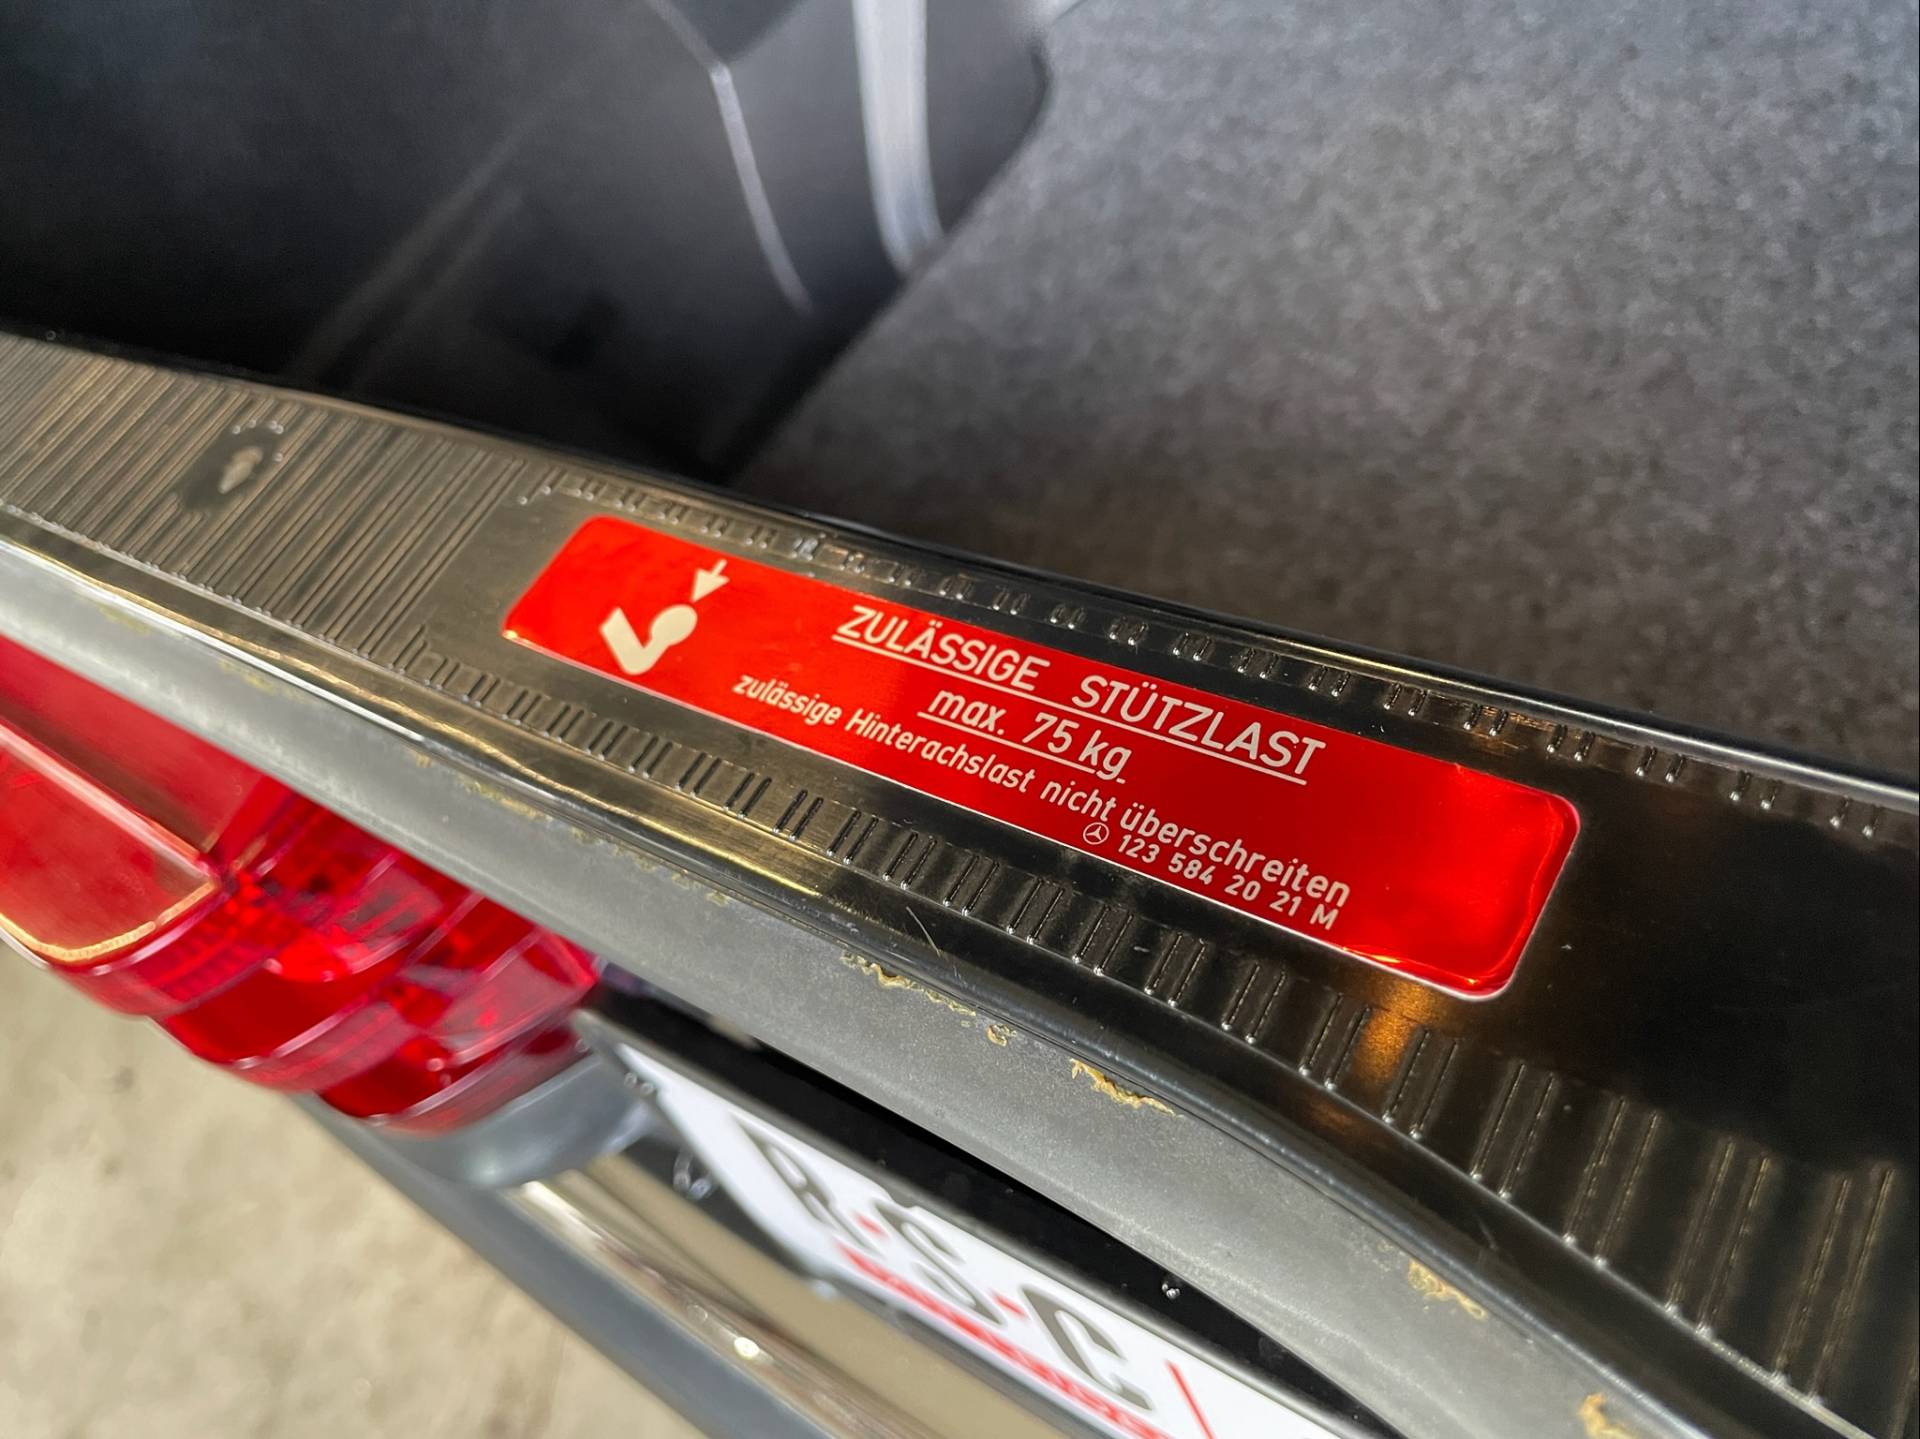 ZULÄSSIGE STÜTZLAST
max. 75 kg
zulässige Hinterachslast nicht überschreiten
123 584 20 21 M
R·S·C